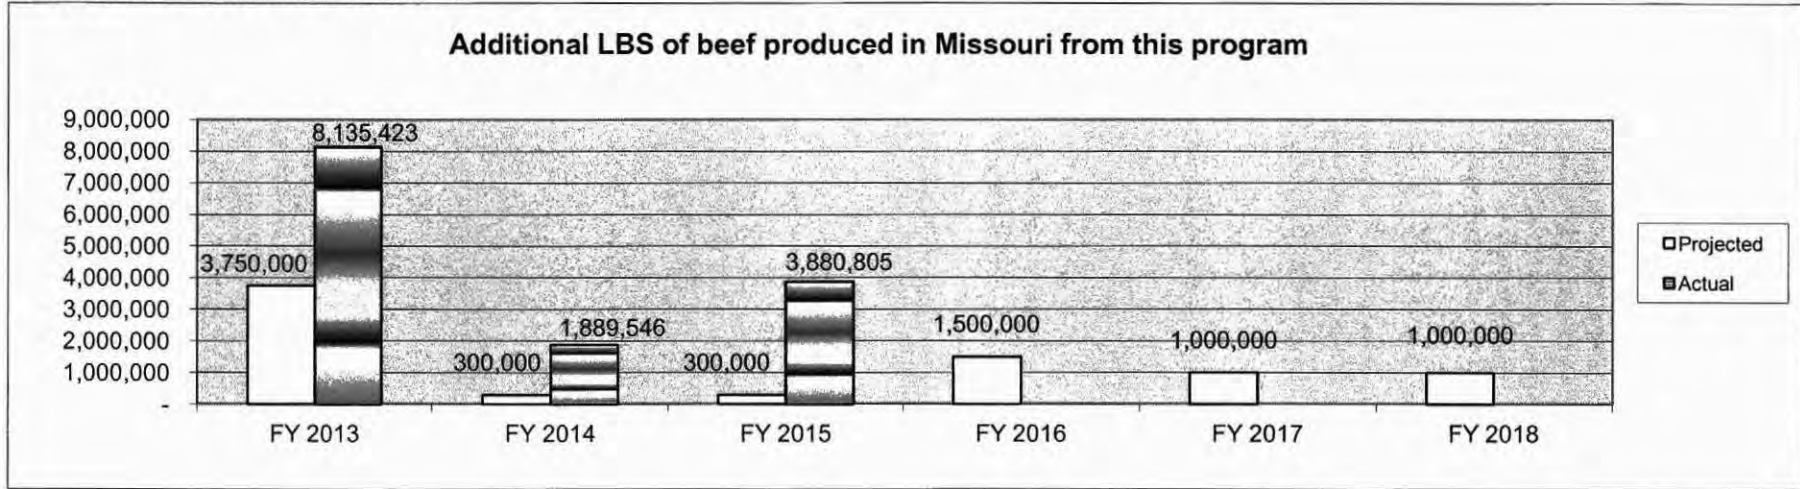 Additional LBS of beef produced in Missouri from this program
9,000,000
8,000,000
7,000,000
6,000,000
5,000,000
4,000,000
3,000,000
2,000,000
1,000,000
-
3,750,000
8,135,423
300,000
1,889,546
300,000
3,880,805
1,500,000
1,000,000
1,000,000
FY 2013
FY 2014
FY 2015
FY 2016
FY 2017
FY 2018
Projected
Actual